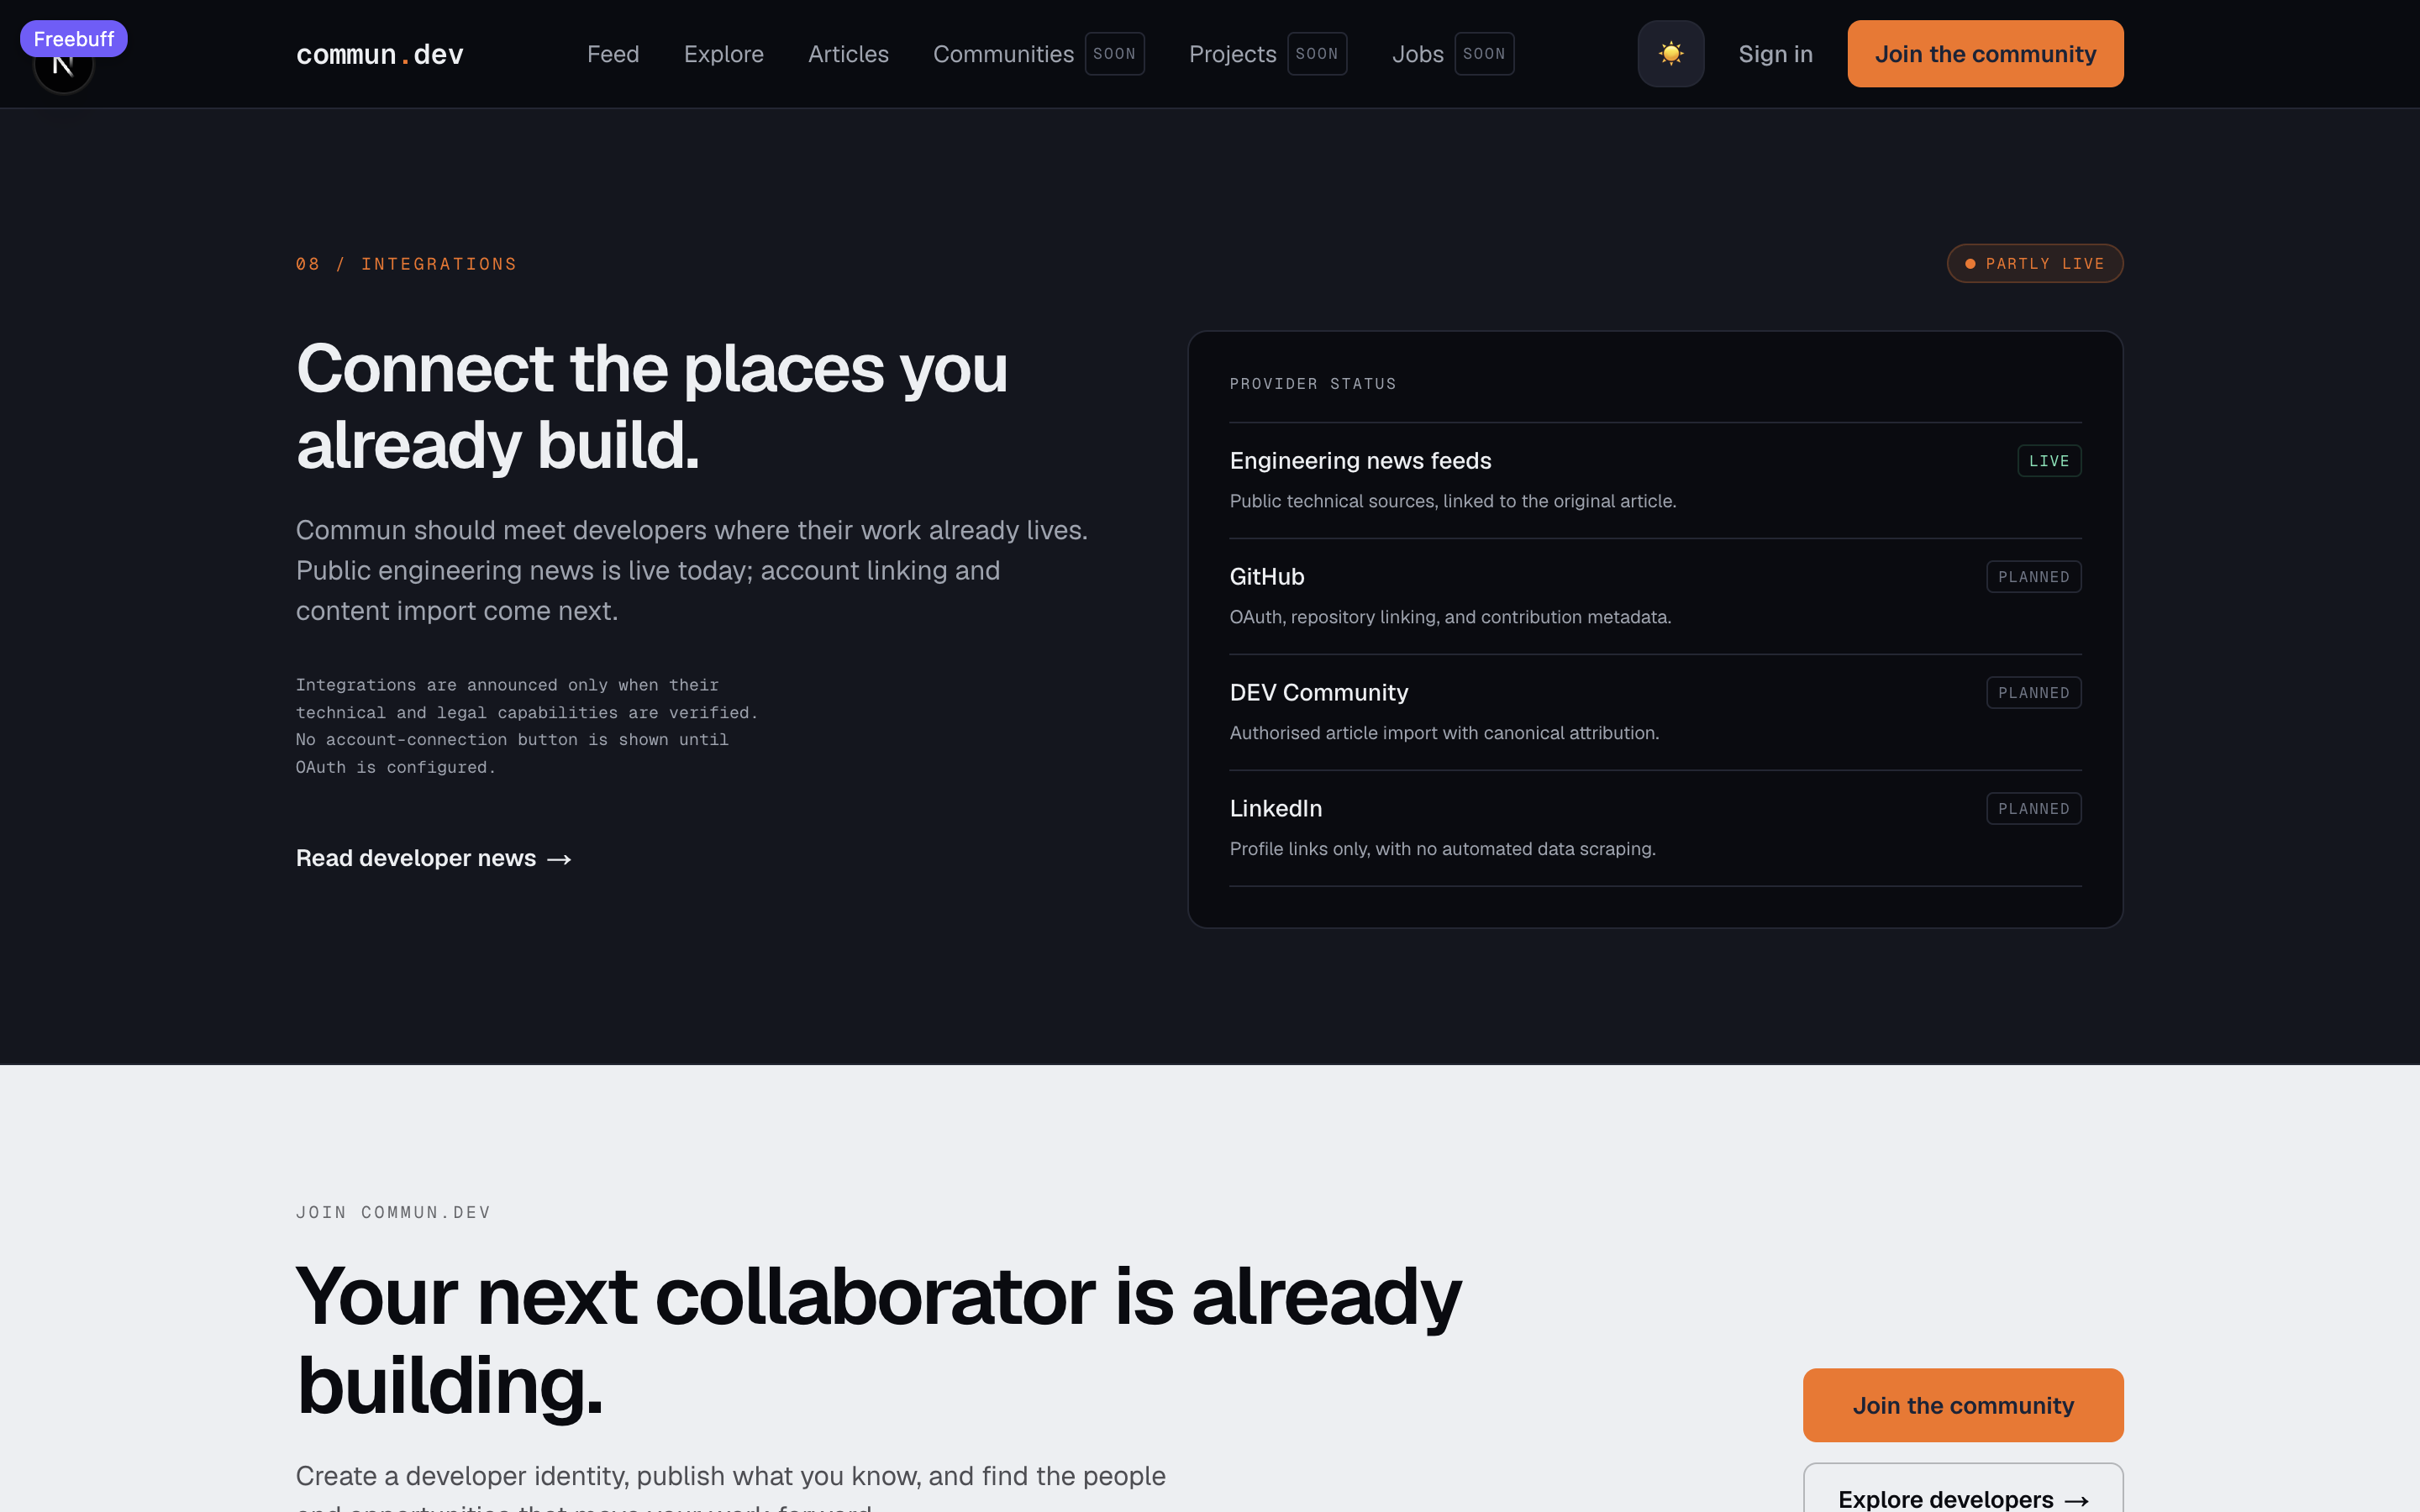 Freebuff
commun.dev
Feed
Explore
Articles
Communities SOON
Projects SOON
Jobs SOON
Sign in
Join the community
08 / INTEGRATIONS
PARTLY LIVE
Connect the places you
already build.
Commun should meet developers where their work already lives.
Public engineering news is live today; account linking and
content import come next.
Integrations are announced only when their
technical and legal capabilities are verified.
No account-connection button is shown until
OAuth is configured.
Read developer news →
PROVIDER STATUS
Engineering news feeds
LIVE
Public technical sources, linked to the original article.
GitHub
PLANNED
OAuth, repository linking, and contribution metadata.
DEV Community
PLANNED
Authorised article import with canonical attribution.
LinkedIn
PLANNED
Profile links only, with no automated data scraping.
JOIN COMMUN.DEV
Your next collaborator is already
building.
Create a developer identity, publish what you know, and find the people
and opportunities that move your work forward.
Join the community
Explore developers →